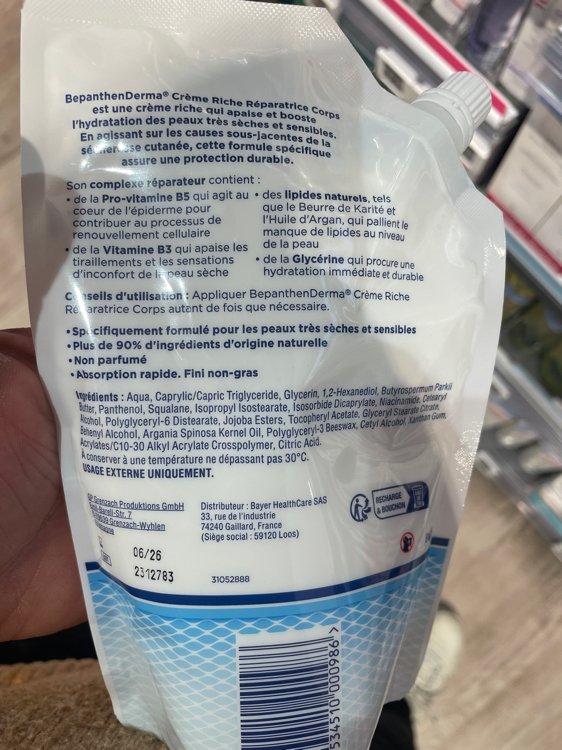 BepanthenDerma® Crème Riche Réparatrice Corps
est une crème riche qui apaise et booste
l'hydratation des peaux très sèches et sensibles.
En agissant sur les causes sous-jacentes de la
sécheresse cutanée, cette formule spécifique
assure une protection durable.
Son complexe réparateur contient :
• de la Pro-vitamine B5 qui agit au
coeur de l'épiderme pour
contribuer au processus de
renouvellement cellulaire
• de la Vitamine B3 qui apaise les
tiraillements et les sensations
d'inconfort de la peau sèche
• des lipides naturels, tels
que le Beurre de Karité et
l'Huile d'Argan, qui pallient le
manque de lipides au niveau
de la peau
• de la Glycérine qui procure une
hydratation immédiate et durable
Conseils d'utilisation : Appliquer BepanthenDerma® Crème Riche
Réparatrice Corps autant de fois que nécessaire.
• Spécifiquement formulé pour les peaux très sèches et sensibles
• Plus de 90% d'ingrédients d'origine naturelle
• Non parfumé
• Absorption rapide. Fini non-gras
Ingrédients : Aqua, Caprylic/Capric Triglyceride, Glycerin, 1,2-Hexanediol, Butyrospermum Parkii
Butter, Panthenol, Squalane, Isopropyl Isostearate, Isosorbide Dicaprylate, Niacinamide, Cetearyl
Alcohol, Polyglyceryl-6 Distearate, Jojoba Esters, Tocopheryl Acetate, Glyceryl Stearate Citrate,
Behenyl Alcohol, Argania Spinosa Kernel Oil, Polyglyceryl-3 Beeswax, Cetyl Alcohol, Xanthan Gum,
Acrylates/C10-30 Alkyl Acrylate Crosspolymer, Citric Acid.
À conserver à une température ne dépassant pas 30°C.
USAGE EXTERNE UNIQUEMENT.
GP Grenzach Produktions GmbH
-Barell-Str. 7
Grenzach-Wyhlen
Distributeur : Bayer HealthCare SAS
33, rue de l'industrie
74240 Gaillard, France
(Siège social : 59120 Loos)
RECHARGE
& BOUCHON
06/26
2312783
31052888
534510000986>